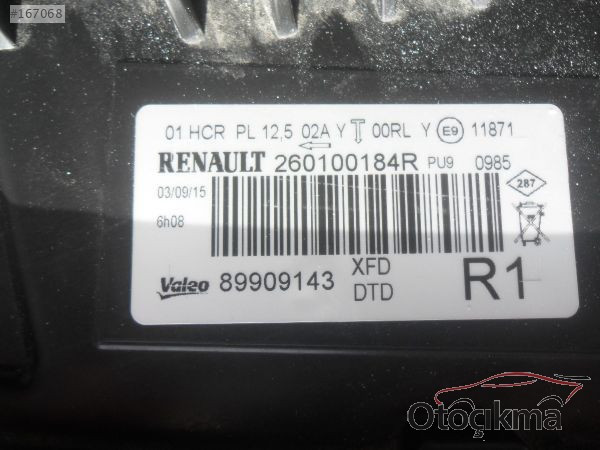 #167068
01 HCR PL 12,5 02A Y 00RL Y E9 11871
RENAULT 260100184R PU9 0985
03/09/15
287
6h08
Valeo 89909143 XFD
DTD
R1
Otoçıkma